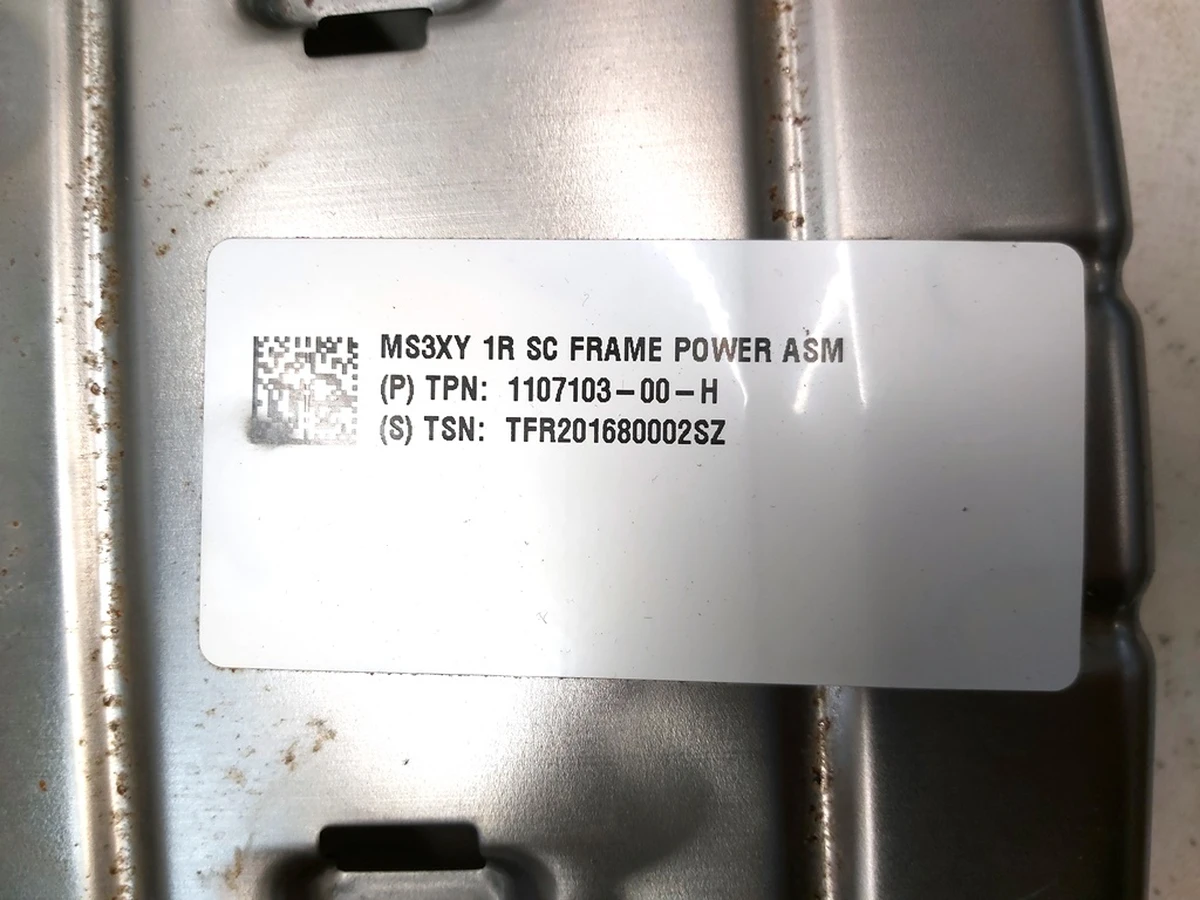 MS3XY 1R SC FRAME POWER ASM
(P) TPN: 1107103-00-H
(S) TSN: TFR201680002SZ